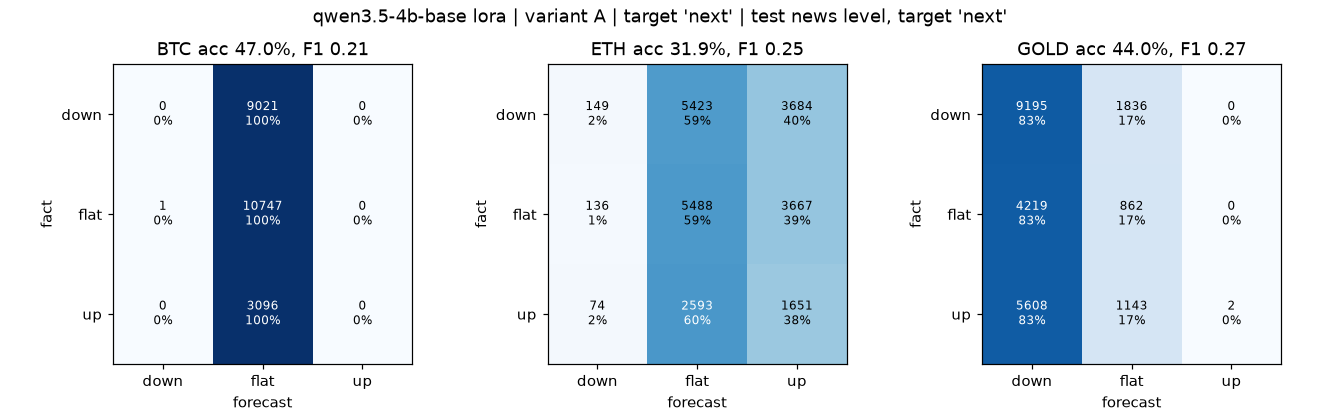 qwen3.5-4b-base lora | variant A | target 'next' | test news level, target 'next'
BTC acc 47.0%, F1 0.21
down
flat
up
fact
0
0%
9021
100%
0
0%
1
0%
10747
100%
0
0%
0
0%
3096
100%
0
0%
down
flat
up
forecast
ETH acc 31.9%, F1 0.25
down
flat
up
fact
149
2%
5423
59%
3684
40%
136
1%
5488
59%
3667
39%
74
2%
2593
60%
1651
38%
down
flat
up
forecast
GOLD acc 44.0%, F1 0.27
down
flat
up
fact
9195
83%
1836
17%
0
0%
4219
83%
862
17%
0
0%
5608
83%
1143
17%
2
0%
down
flat
up
forecast